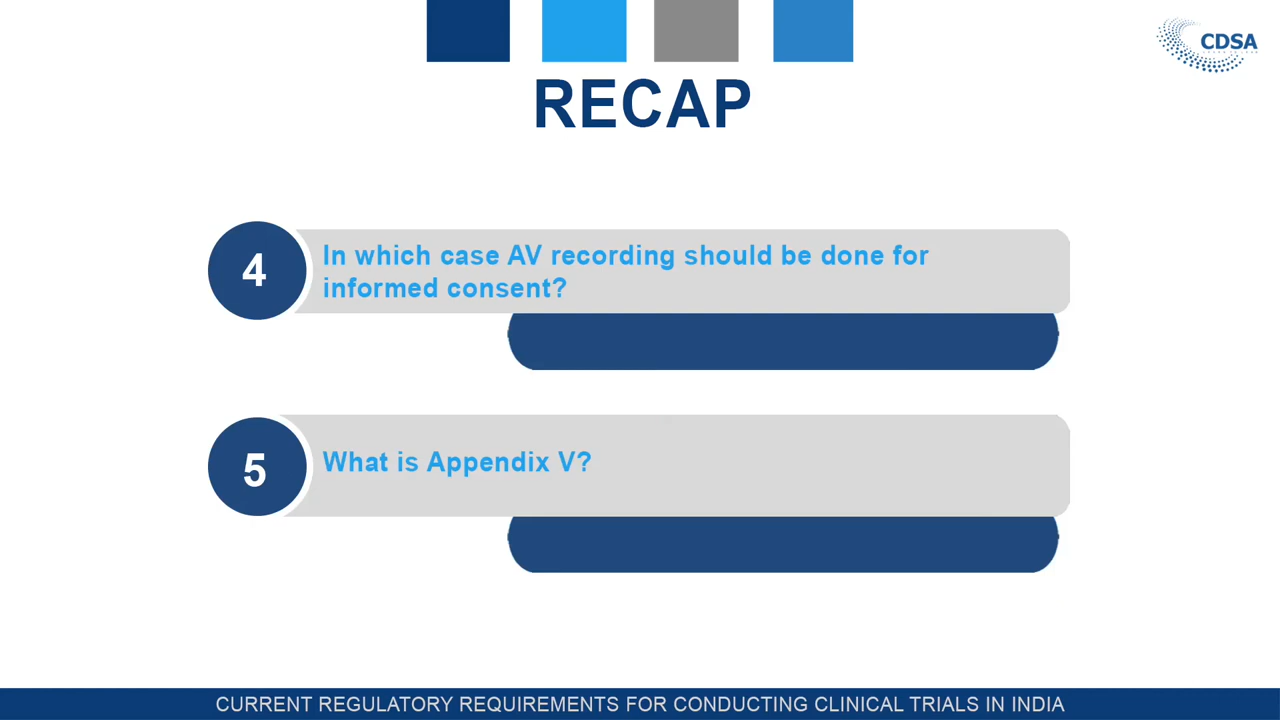 CDSA
RECAP
4
In which case AV recording should be done for
informed consent?
5
What is Appendix V?
CURRENT REGULATORY REQUIREMENTS FOR CONDUCTING CLINICAL TRIALS IN INDIA